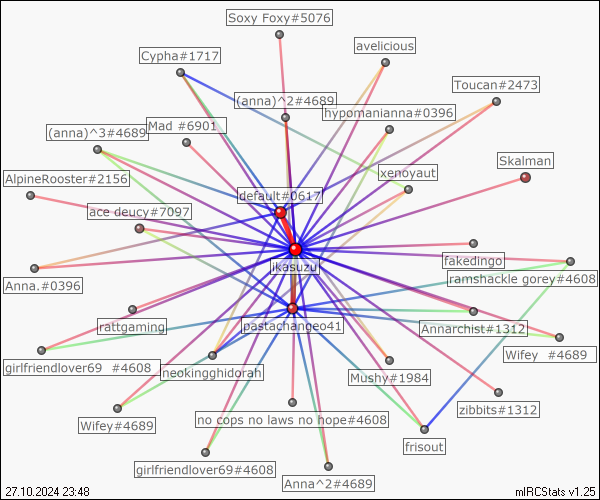 Soxy Foxy#5076
avelicious
Cypha#1717
Toucan#2473
(anna)^2#4689
hypomanianna#0396
Mad #6901
(anna)^3#4689
Skalman
xenoyaut
AlpineRooster#2156
default#0617
ace deucy#7097
fakedingo
ikasuzu
ramshackle gorey#4608
Anna.#0396
rattgaming
pastachangeo41
Annarchist#1312
Wifey #4689
girlfriendlover69 #4608
neokingghidorah
Mushy#1984
zibbits#1312
no cops no laws no hope#4608
Wifey#4689
frisout
girlfriendlover69#4608
Anna^2#4689
27.10.2024 23:48
mIRCStats v1.25